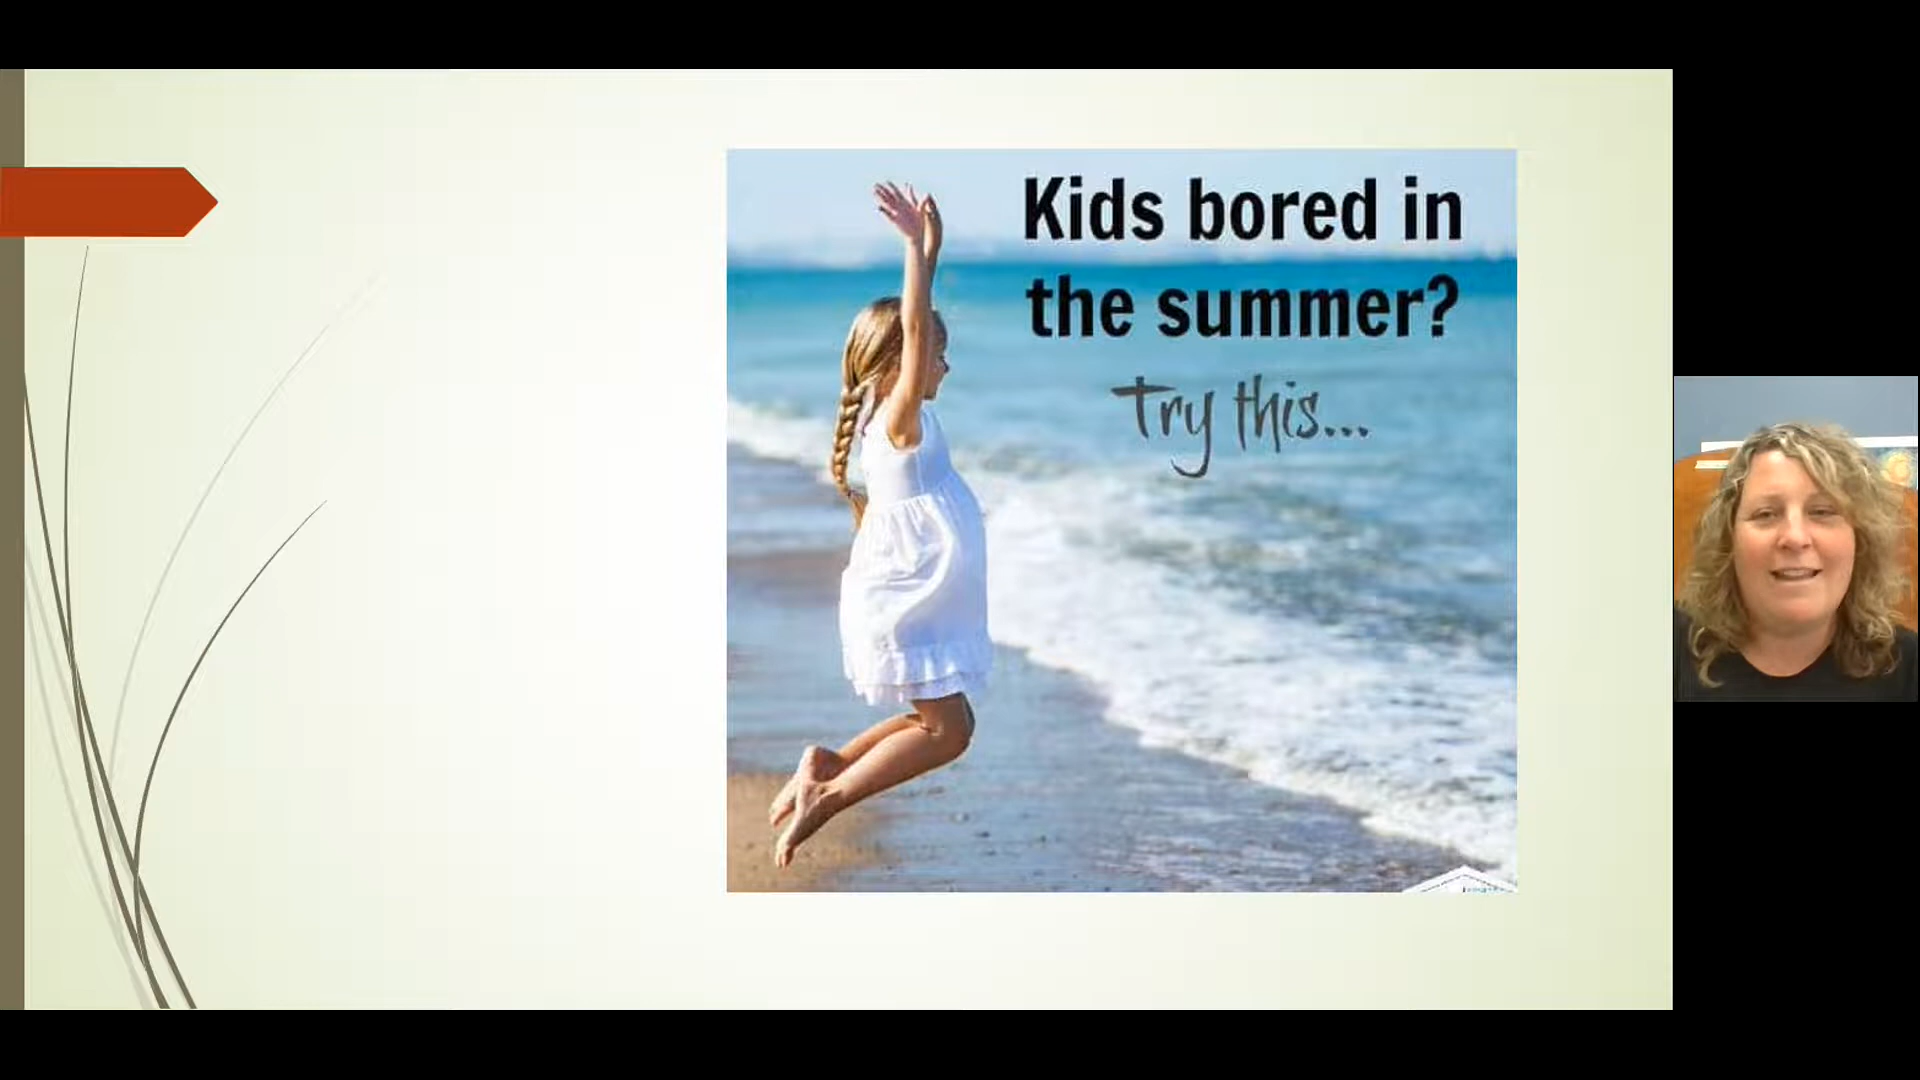 Kids bored in
the summer?
Try this...